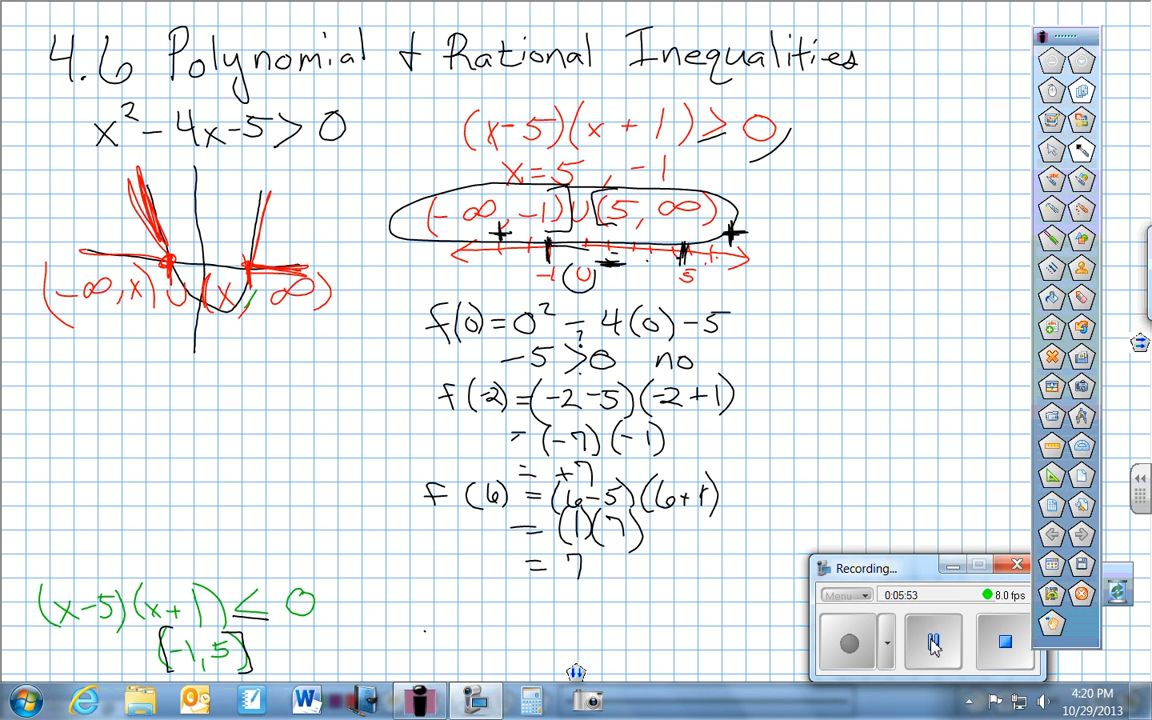 4.6 Polynomial & Rational Inequalities
x² - 4x - 5 > 0
(x-5)(x+1) ≥ 0
x = 5, -1
(-∞, -1] ∪ [5, ∞)
+ - +
-1 0 5
(-∞, x) ∪ (x, ∞)
f(0) = 0² - 4(0) - 5
-5 > 0 no
?
f(-2) = (-2-5)(-2+1)
= (-7)(-1)
= +7
f(6) = (6-5)(6+1)
= (1)(7)
= 7
(x-5)(x+1) ≤ 0
[-1, 5]
Recording...
Menu
0:05:53
8.0 fps
4:20 PM
10/29/2013